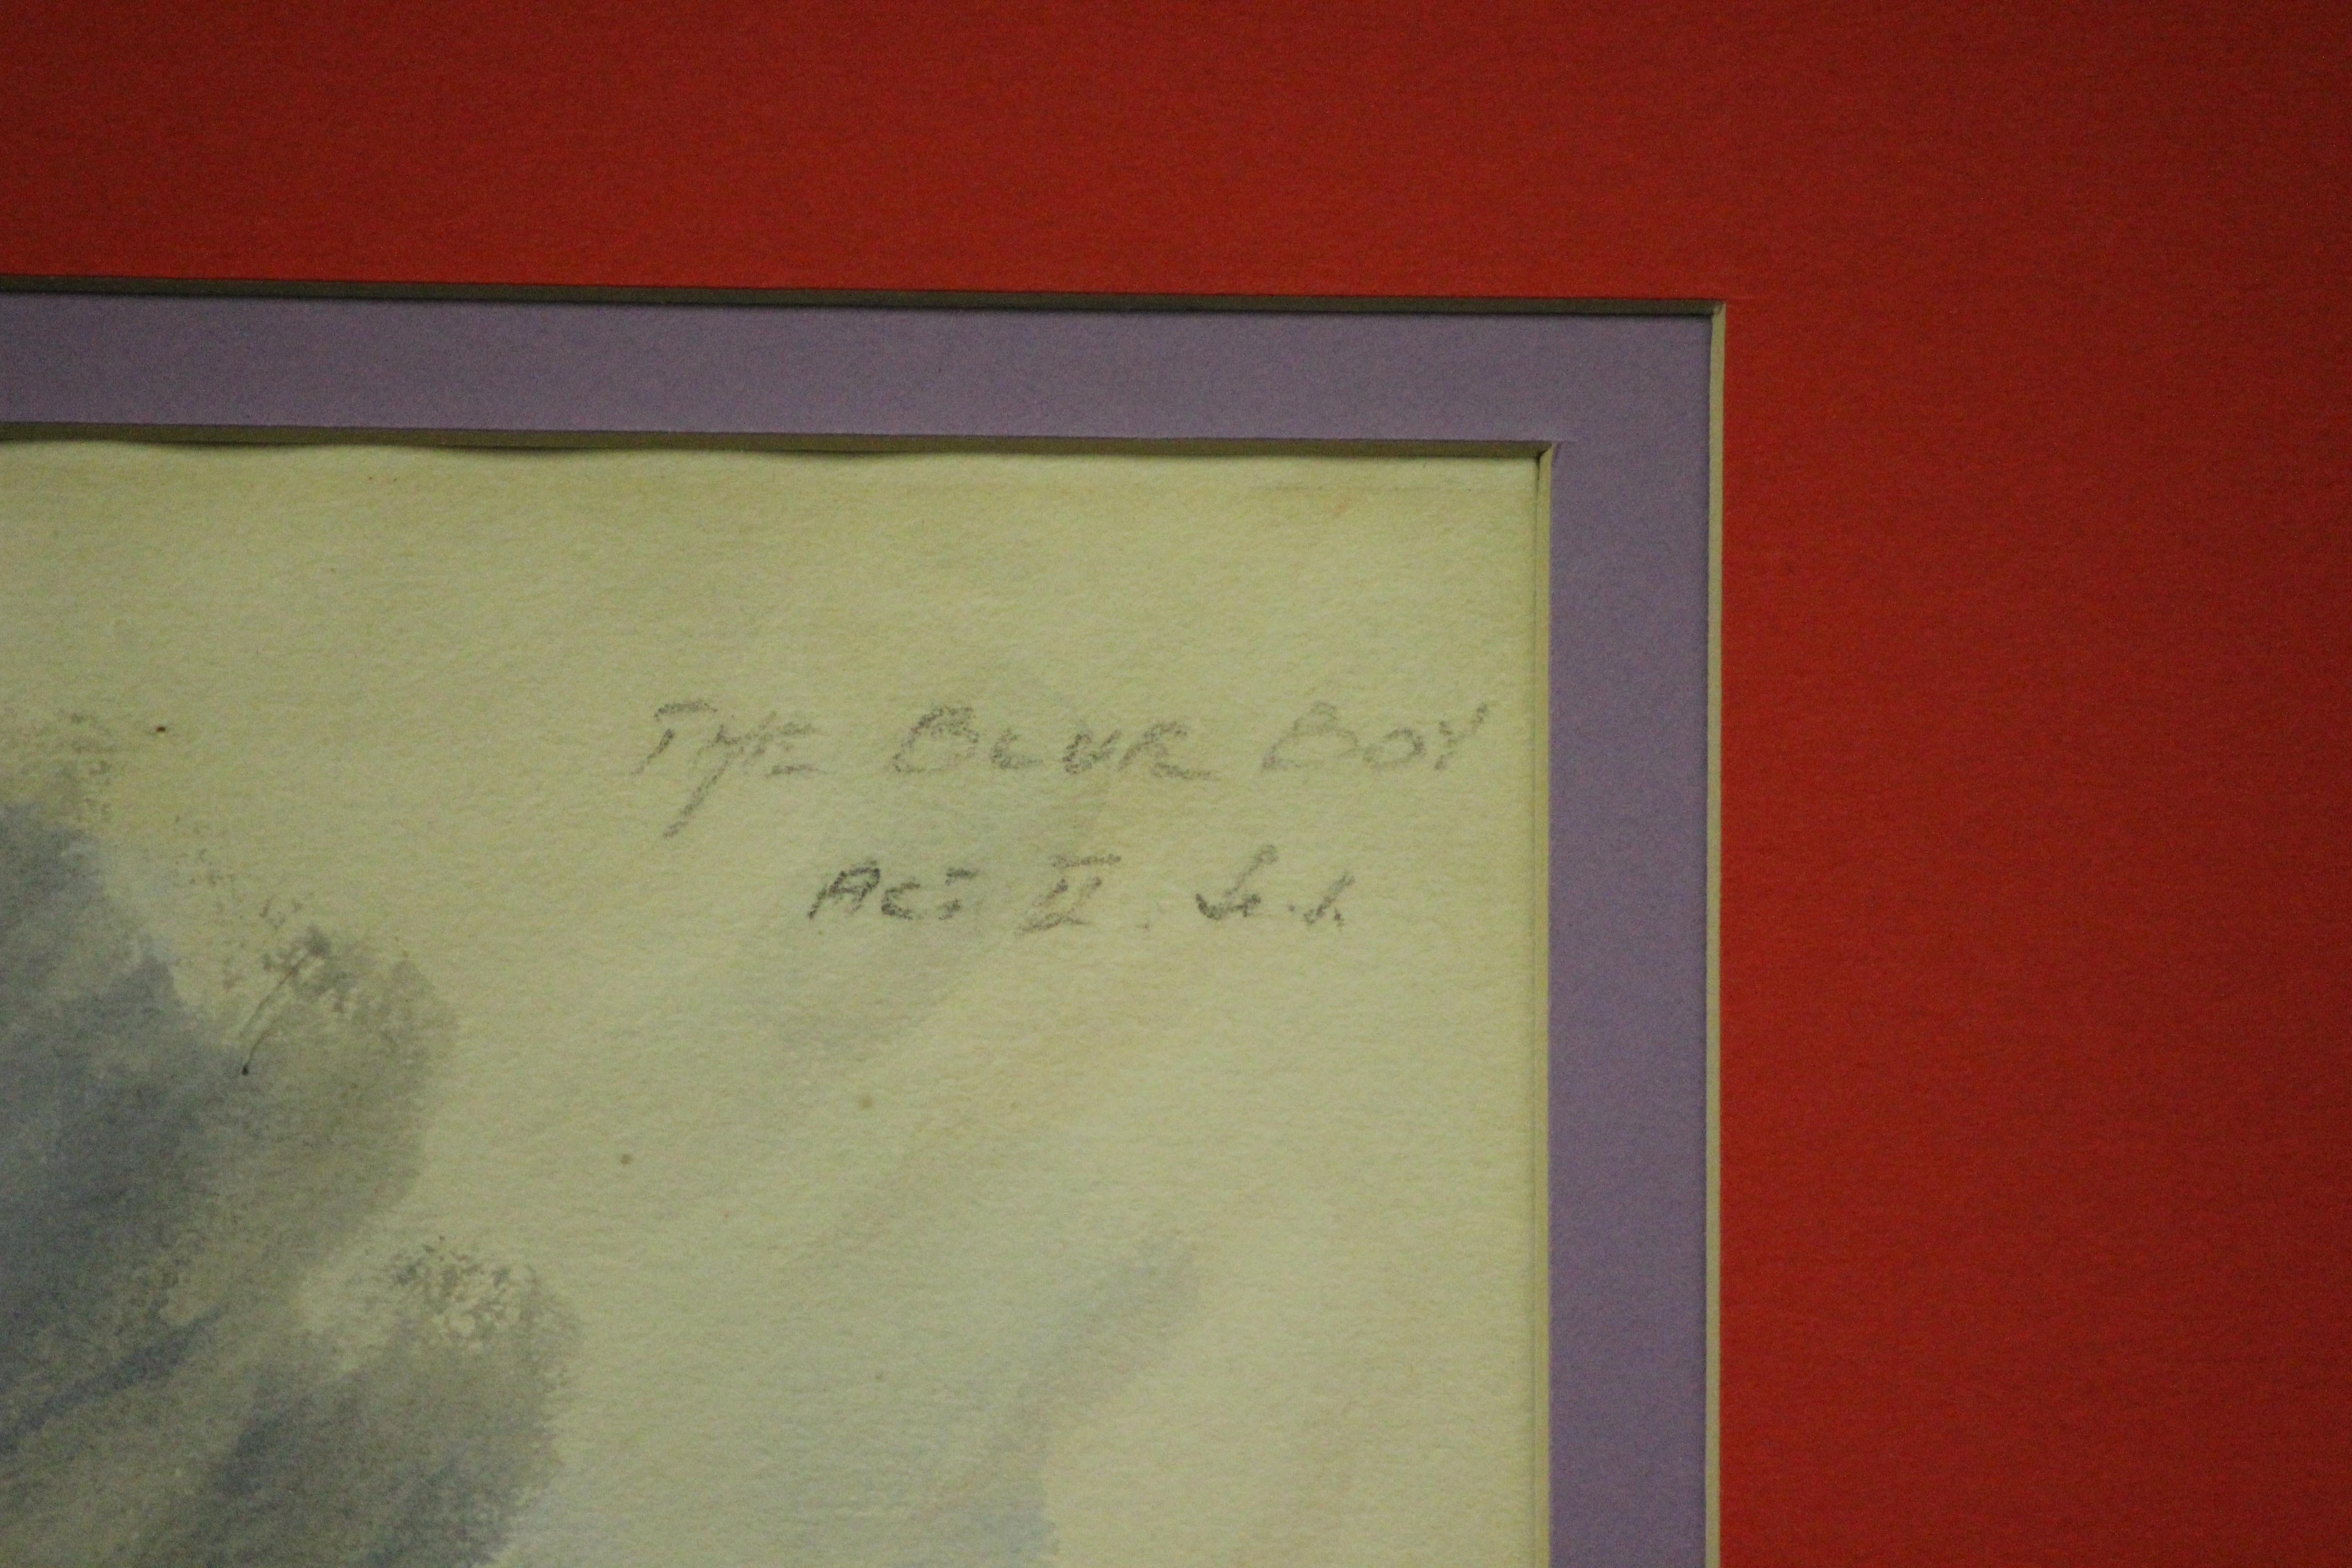 THE BLUE BOY
ACT II. Sc. 1.